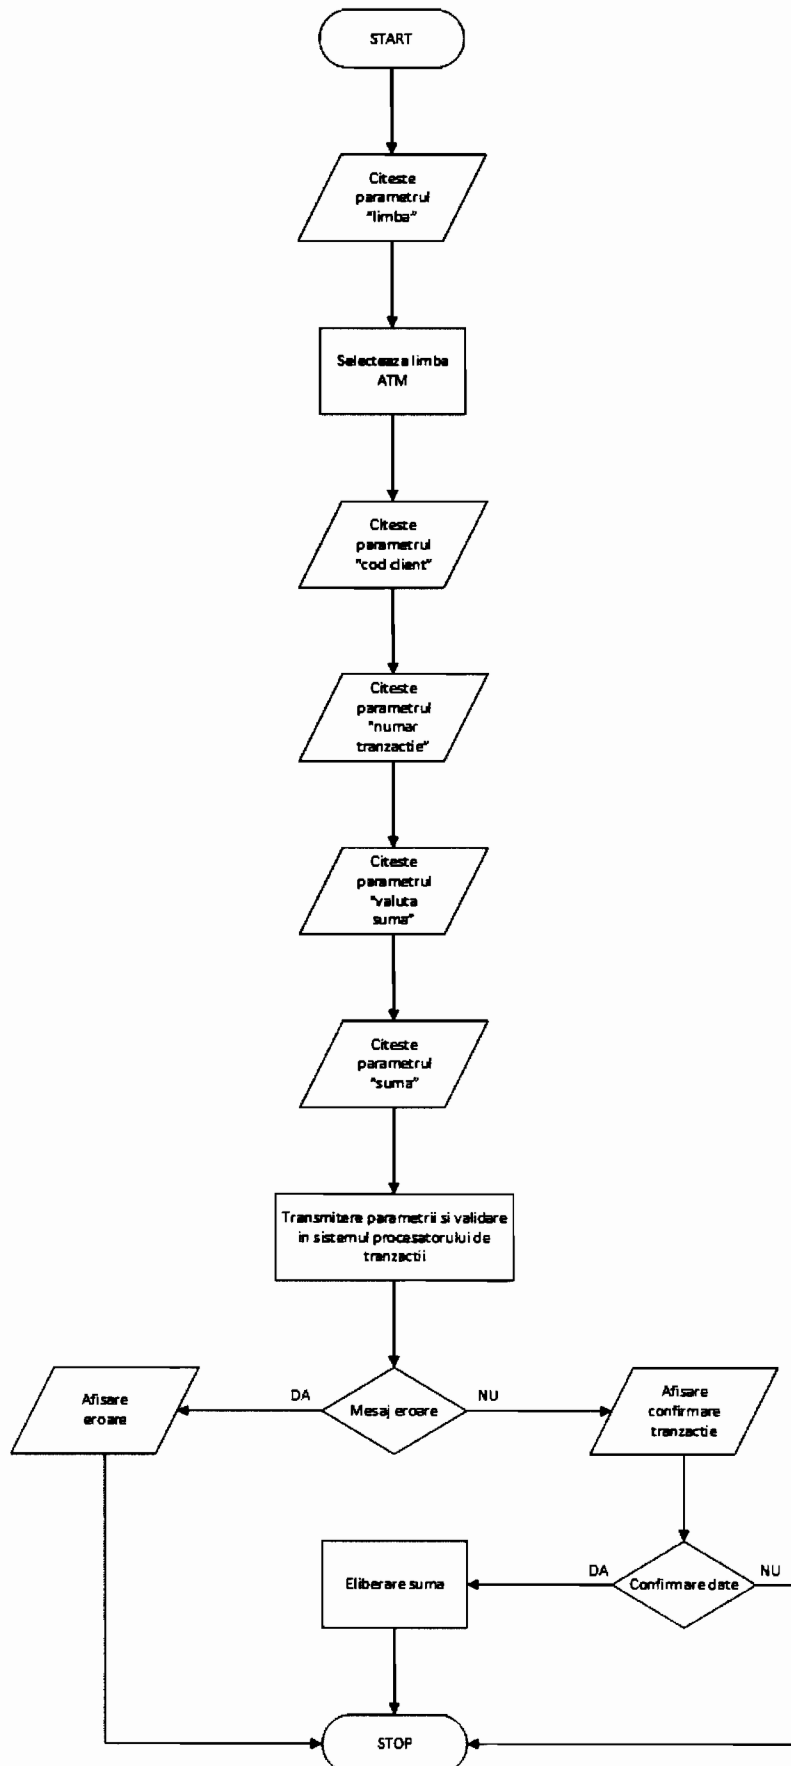 START
Citeste
parametrul
"limba"
Selecteaza limba
ATM
Citeste
parametrul
"cod client"
Citeste
parametrul
"numar
tranzactie"
Citeste
parametrul
"valuta
suma"
Citeste
parametrul
"suma"
Transmitere parametrii si validare
in sistemul procesatorului de
tranzactii
Afisare
eroare
DA
Mesaj eroare
NU
Afisare
confirmare
tranzactie
Eliberare suma
DA
Confirmare date
NU
STOP